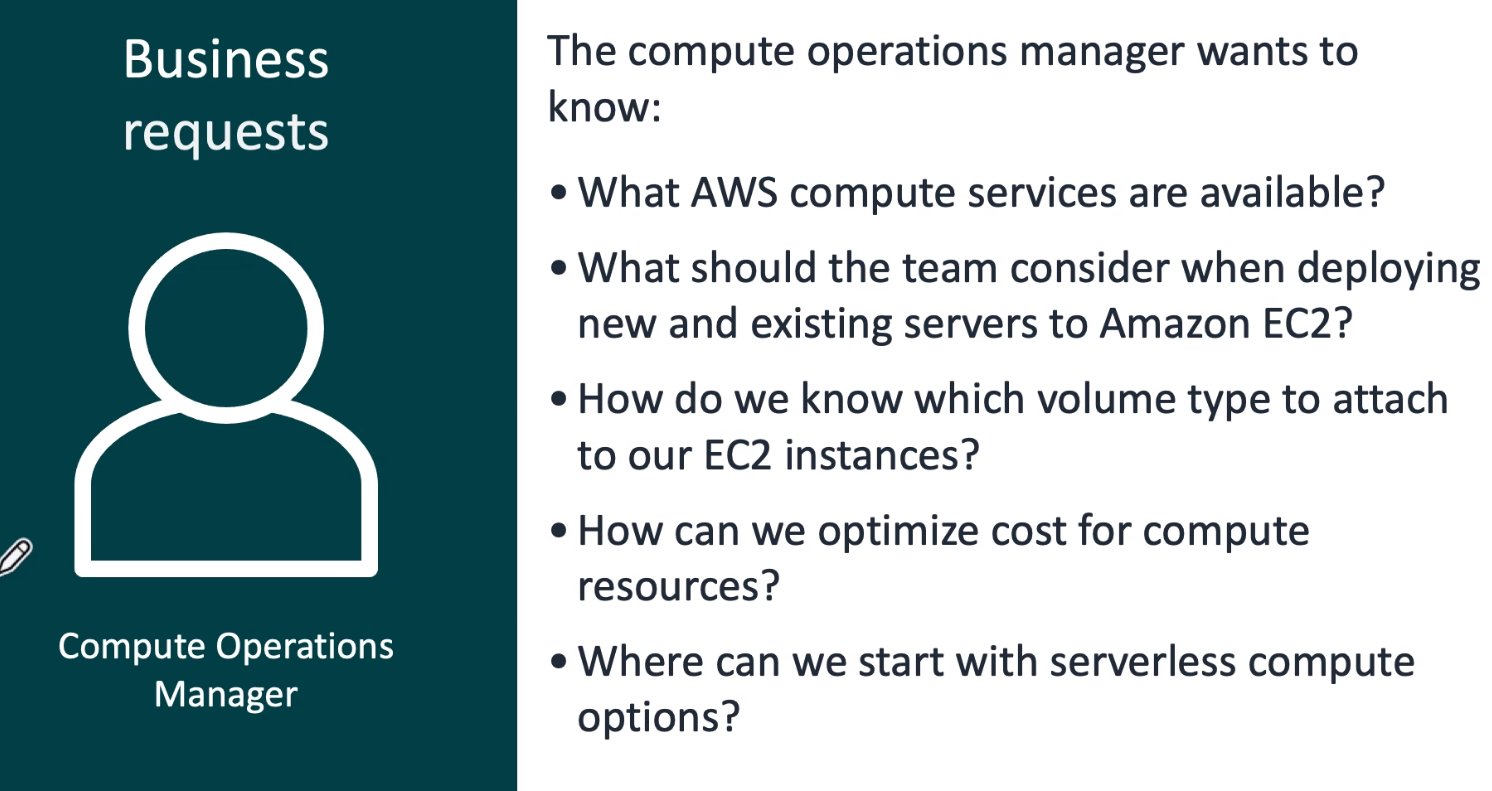 Business
requests
Compute Operations
Manager
The compute operations manager wants to
know:
• What AWS compute services are available?
• What should the team consider when deploying
new and existing servers to Amazon EC2?
• How do we know which volume type to attach
to our EC2 instances?
• How can we optimize cost for compute
resources?
• Where can we start with serverless compute
options?